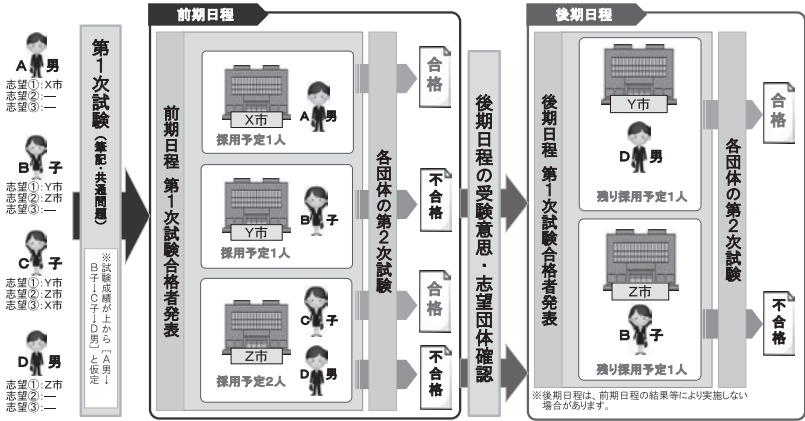 A男
志望①:X市
志望②:―
志望③:―
B子
志望①:Y市
志望②:Z市
志望③:―
C子
志望①:Y市
志望②:Z市
志望③:X市
D男
志望①:Z市
志望②:―
志望③:―
第1次試験(筆記・共通問題)
※試験成績が上から[A男→
B子→C子→D男]と仮定
前期日程
前期日程 第1次試験合格者発表
X市
A男
採用予定1人
Y市
B子
採用予定1人
C子
Z市
D男
採用予定2人
各団体の第2次試験
合格
不合格
合格
不合格
後期日程の受験意思・志望団体確認
後期日程
後期日程 第1次試験合格者発表
Y市
D男
残り採用予定1人
Z市
B子
残り採用予定1人
各団体の第2次試験
合格
不合格
※後期日程は、前期日程の結果等により実施しない
場合があります。